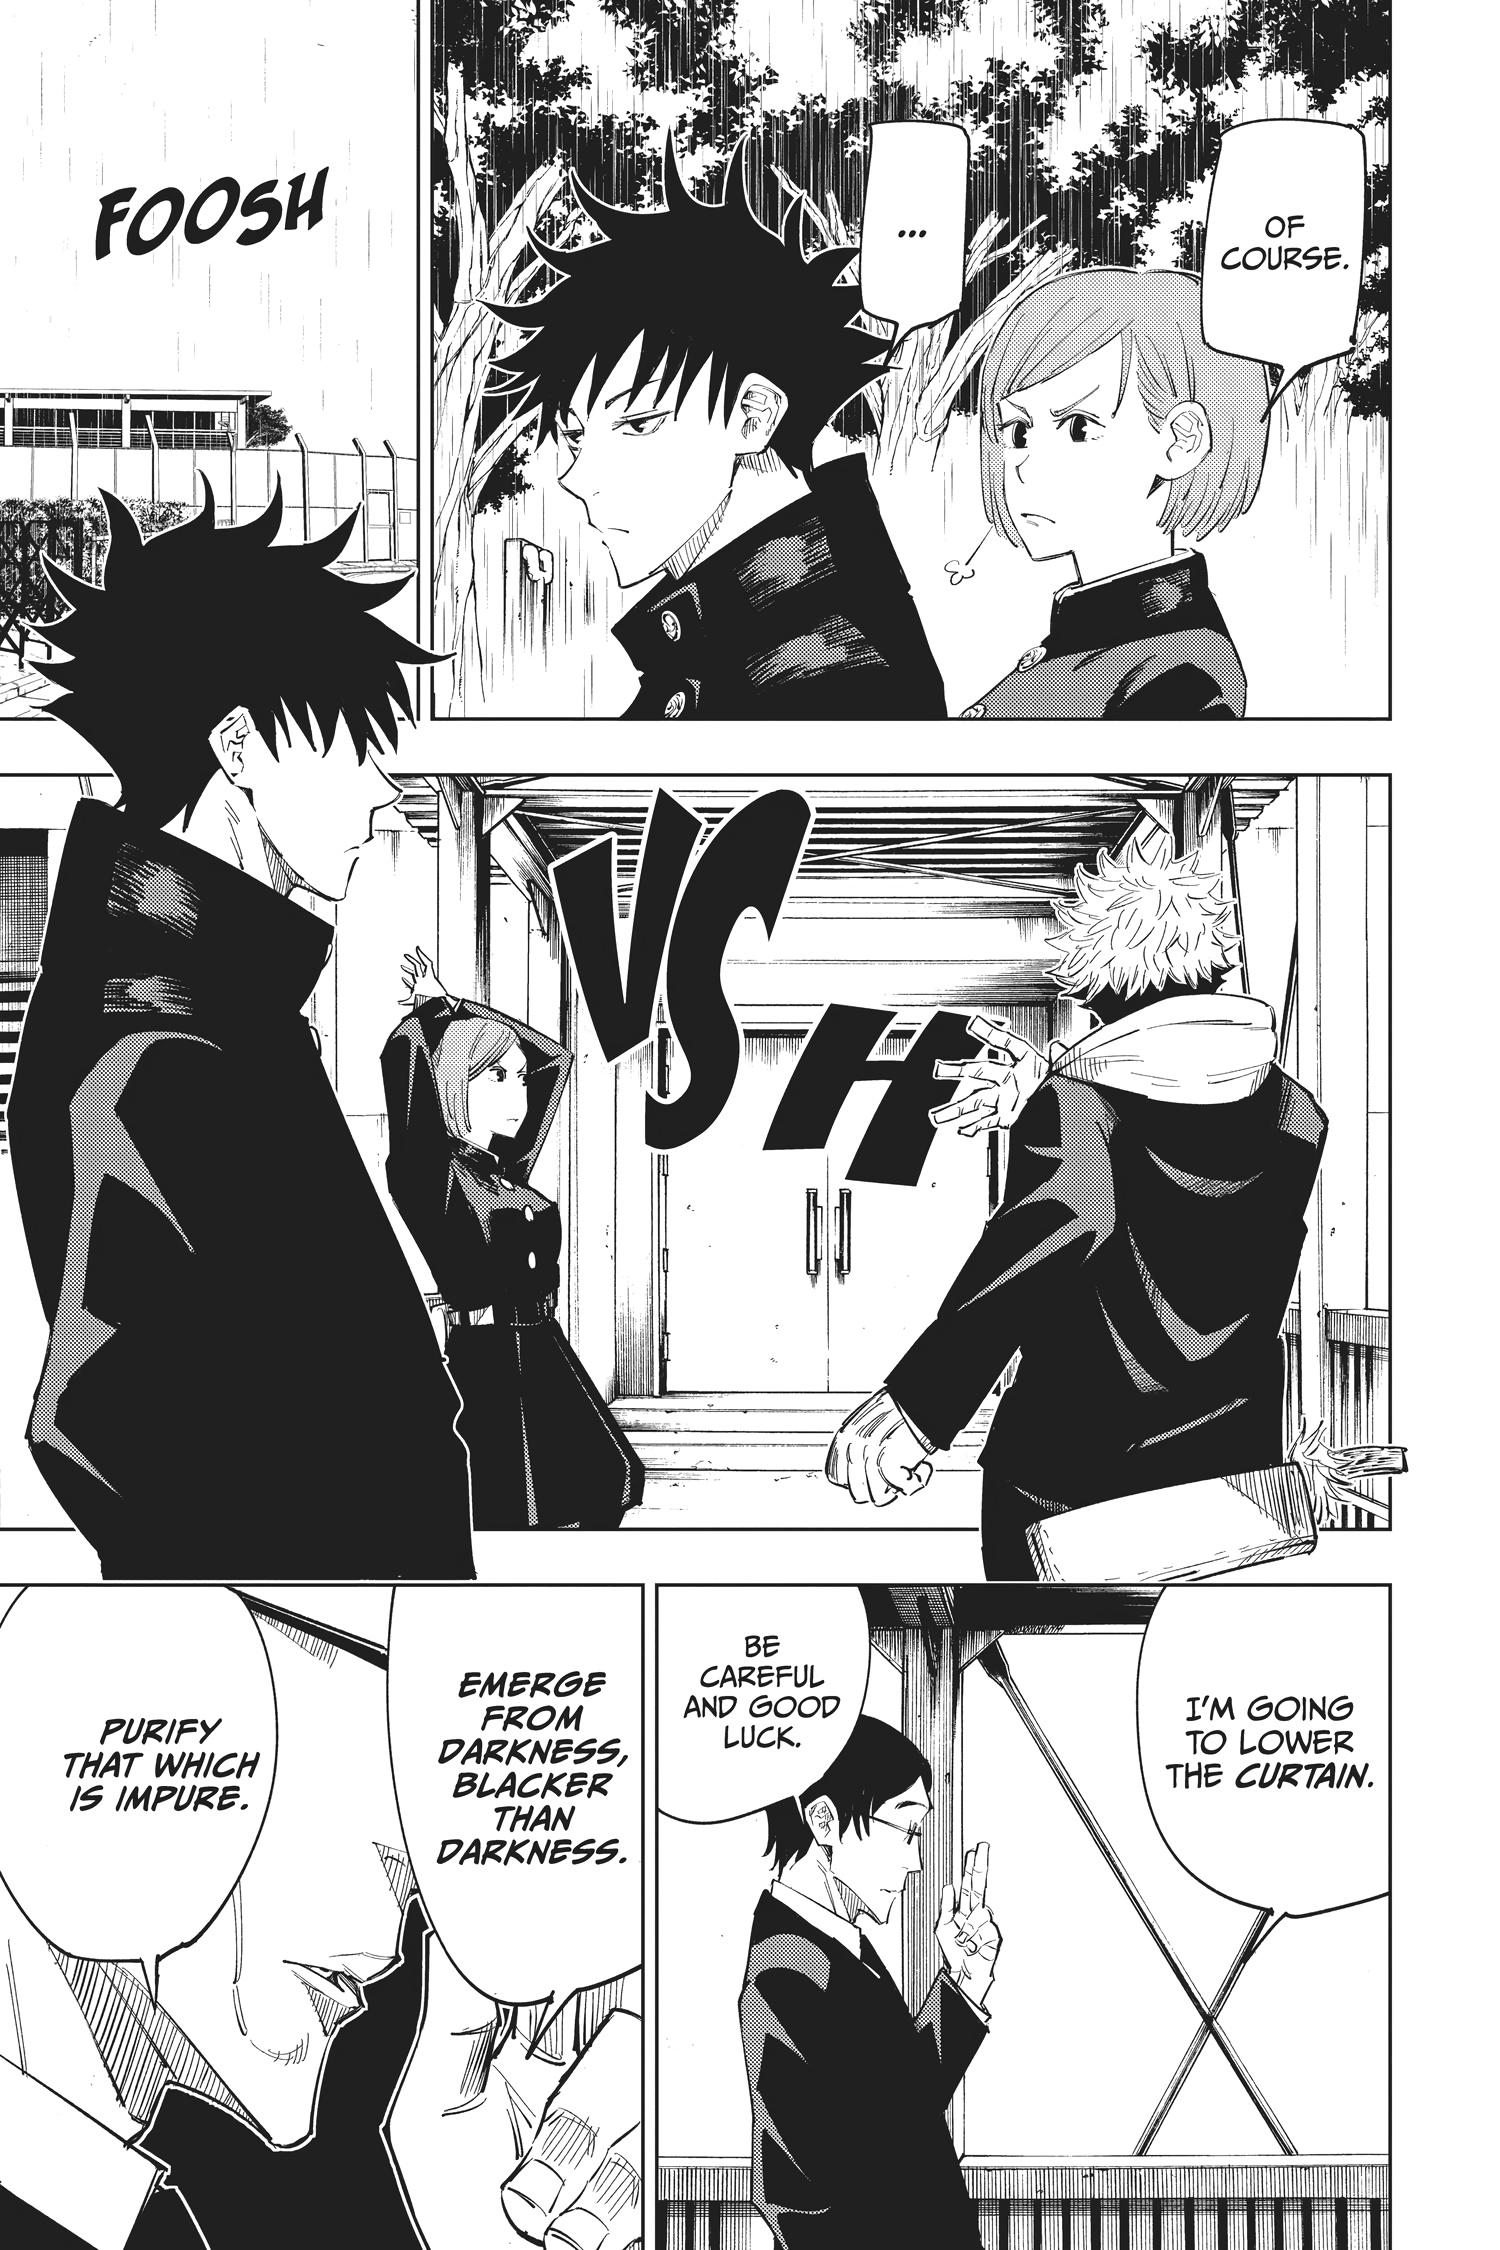 OF
COURSE.
...
FOOSH
VSH
I'M GOING
TO LOWER
THE CURTAIN.
BE
CAREFUL
AND GOOD
LUCK.
EMERGE
FROM
DARKNESS,
BLACKER
THAN
DARKNESS.
PURIFY
THAT WHICH
IS IMPURE.